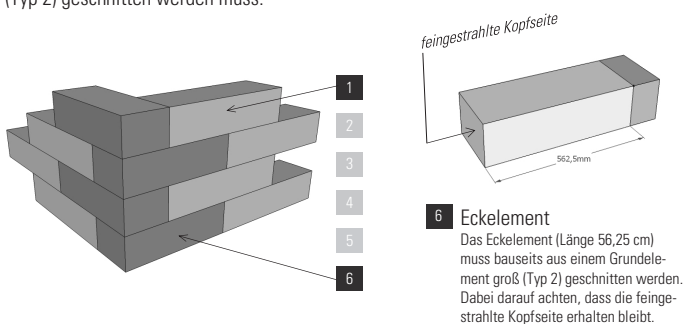 (Typ 2) geschnitten werden muss.
feingestrahlte Kopfseite
1
2
3
4
5
6
562,5mm
6 Eckelement
Das Eckelement (Länge 56,25 cm)
muss bauseits aus einem Grundele-
ment groß (Typ 2) geschnitten werden.
Dabei darauf achten, dass die feinge-
strahlte Kopfseite erhalten bleibt.